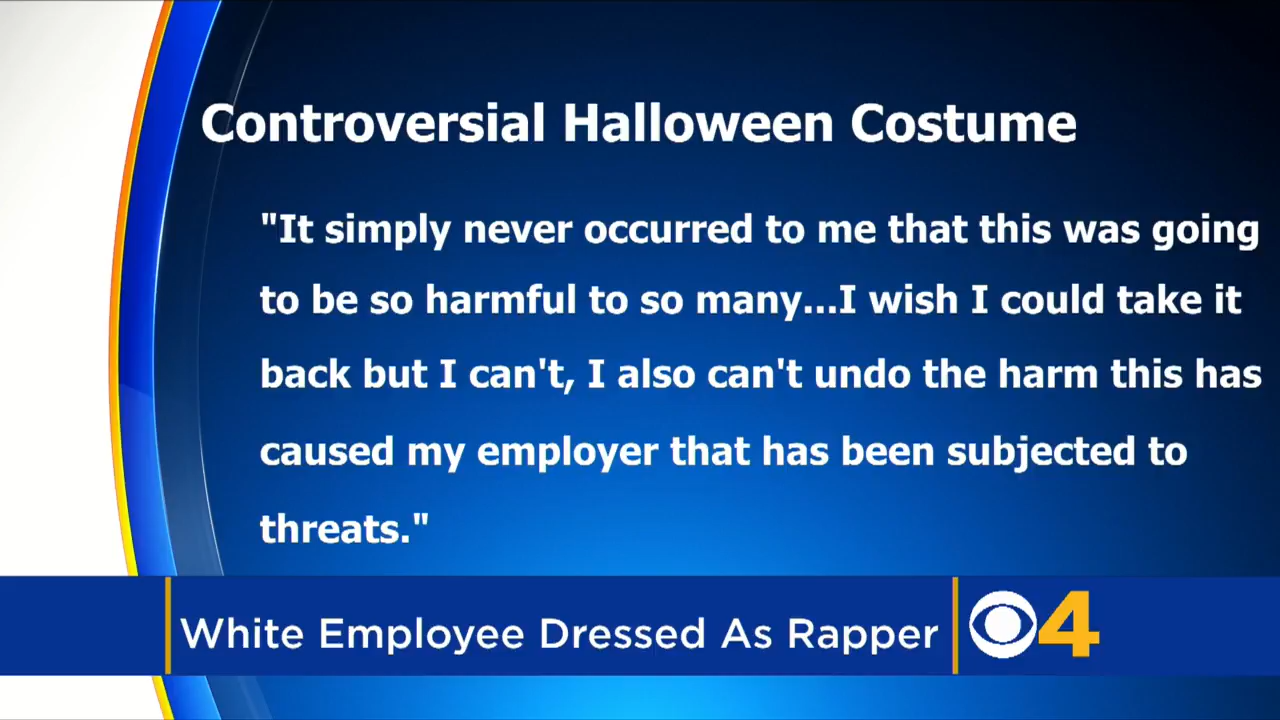 Controversial Halloween Costume
"It simply never occurred to me that this was going
to be so harmful to so many...I wish I could take it
back but I can't, I also can't undo the harm this has
caused my employer that has been subjected to
threats."
White Employee Dressed As Rapper
4